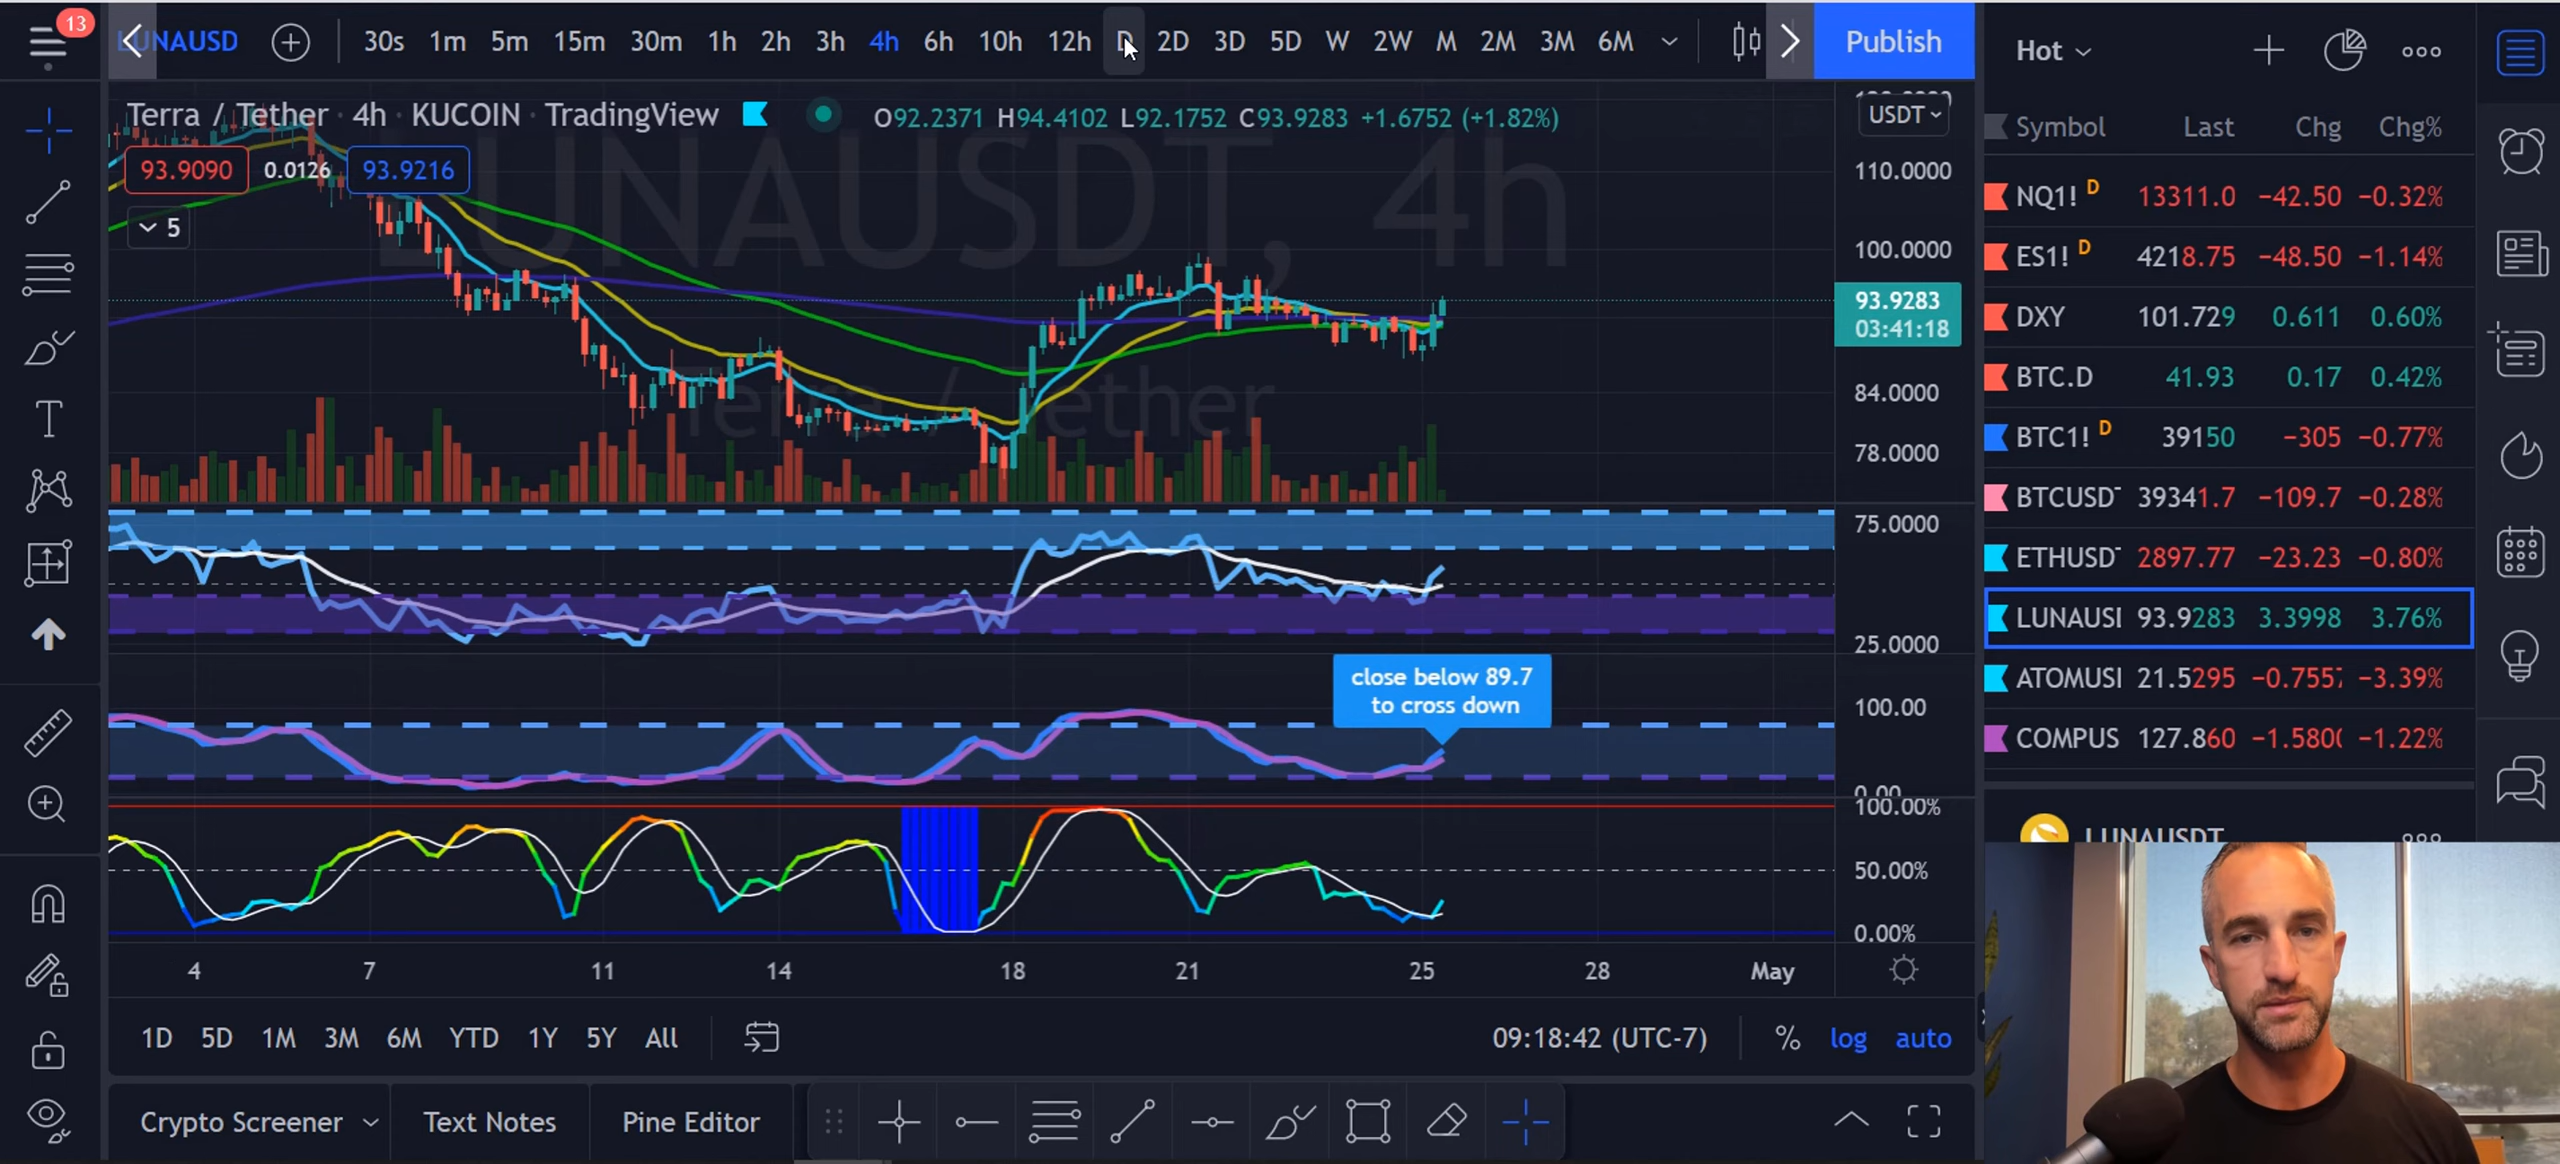 13
LUNAUSD
30s 1m 5m 15m 30m 1h 2h 3h 4h 6h 10h 12h D 2D 3D 5D W 2W M 2M 3M 6M
Publish
Terra / Tether · 4h · KUCOIN · TradingView
O92.2371 H94.4102 L92.1752 C93.9283 +1.6752 (+1.82%)
USDT
93.9090 0.0126 93.9216
5
LUNAUSDT, 4h
Terra / Tether
110.0000
100.0000
93.9283
03:41:18
84.0000
78.0000
75.0000
25.0000
close below 89.7
to cross down
100.00
0.00
100.00%
50.00%
0.00%
4 7 11 14 18 21 25 28 May
1D 5D 1M 3M 6M YTD 1Y 5Y All
09:18:42 (UTC-7) % log auto
Crypto Screener Text Notes Pine Editor
Hot
Symbol Last Chg Chg%
NQ1! D 13311.0 −42.50 −0.32%
ES1! D 4218.75 −48.50 −1.14%
DXY 101.729 0.611 0.60%
BTC.D 41.93 0.17 0.42%
BTC1! D 39150 −305 −0.77%
BTCUSD 39341.7 −109.7 −0.28%
ETHUSD 2897.77 −23.23 −0.80%
LUNAUSI 93.9283 3.3998 3.76%
ATOMUSI 21.5295 −0.755 −3.39%
COMPUS 127.860 −1.580 −1.22%
LUNAUSDT